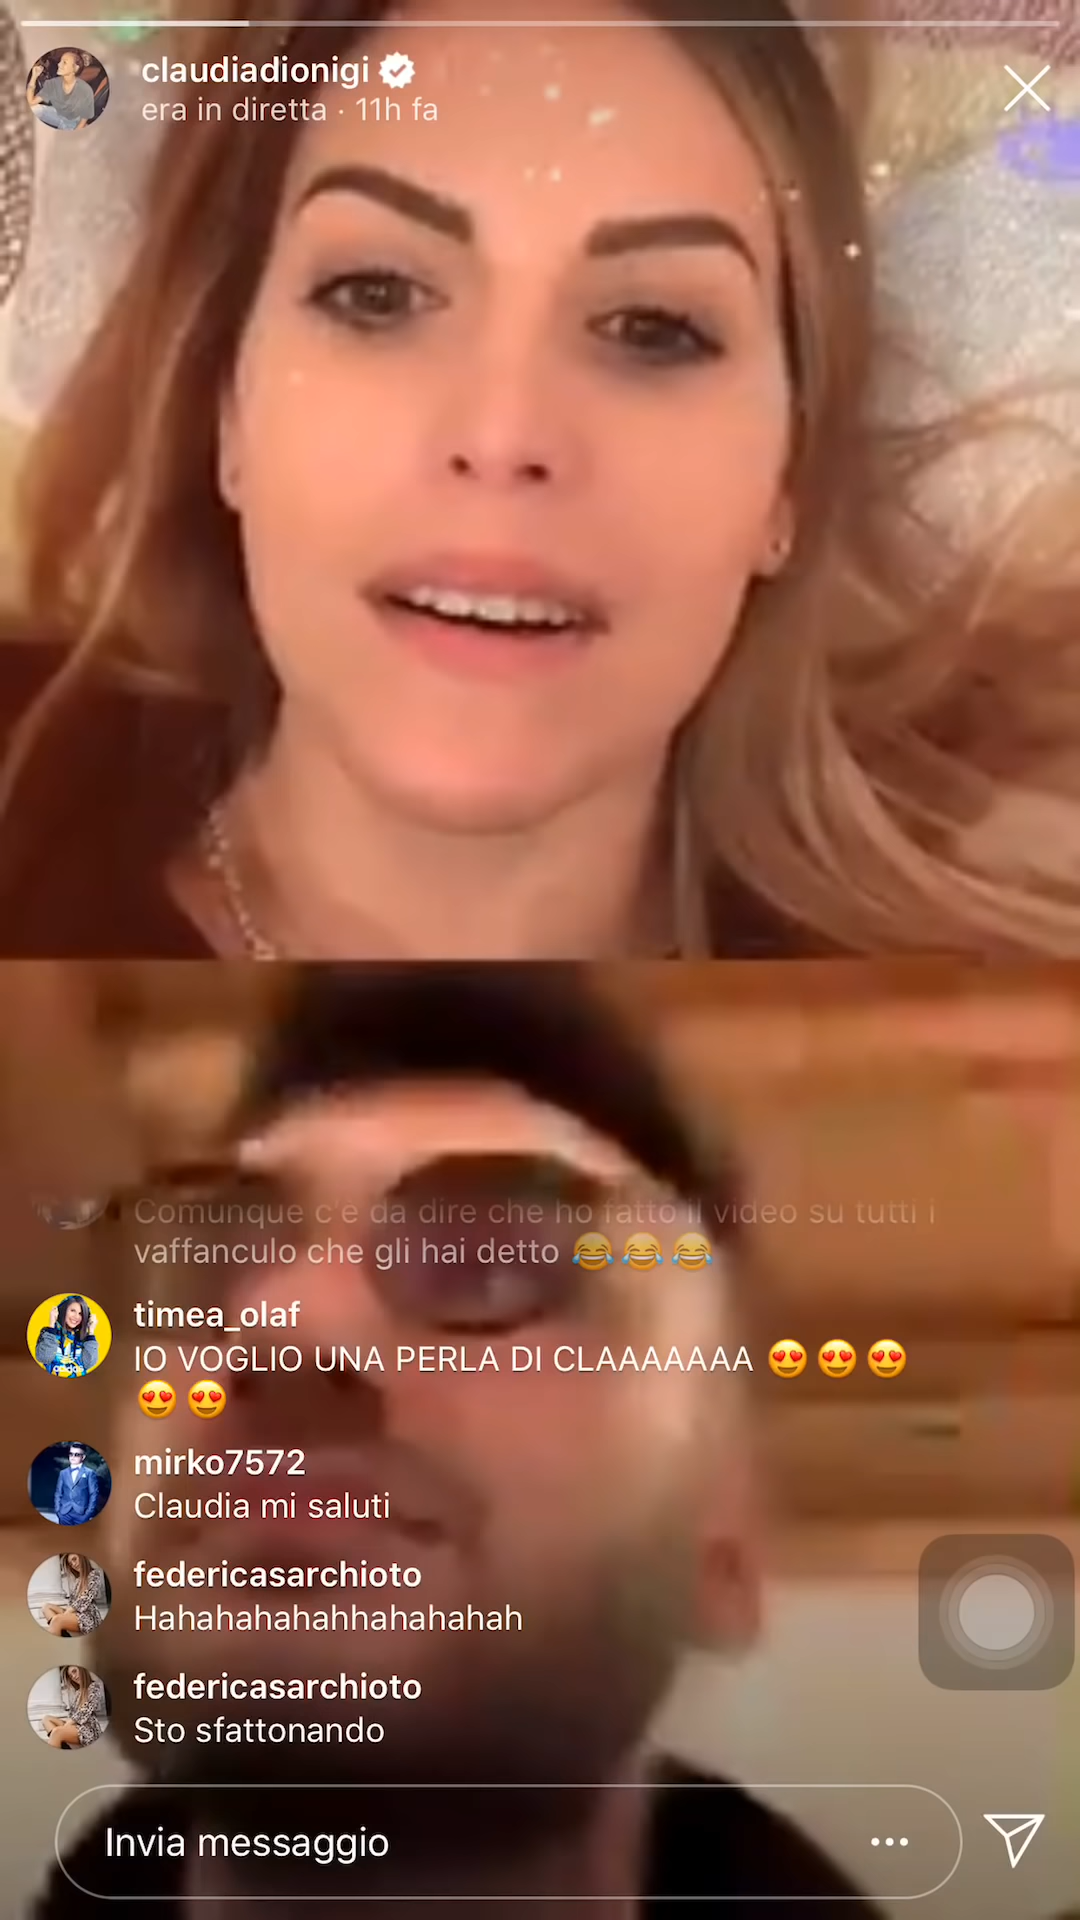 claudiadionigi
era in diretta · 11h fa
Comunque c'è da dire che ho fatto il video su tutti i
vaffanculo che gli hai detto 😂😂😂
timea_olaf
IO VOGLIO UNA PERLA DI CLAAAAAAA 😍😍😍
😍😍
mirko7572
Claudia mi saluti
federicasarchioto
Hahahahahahhahahahah
federicasarchioto
Sto sfattonando
Invia messaggio